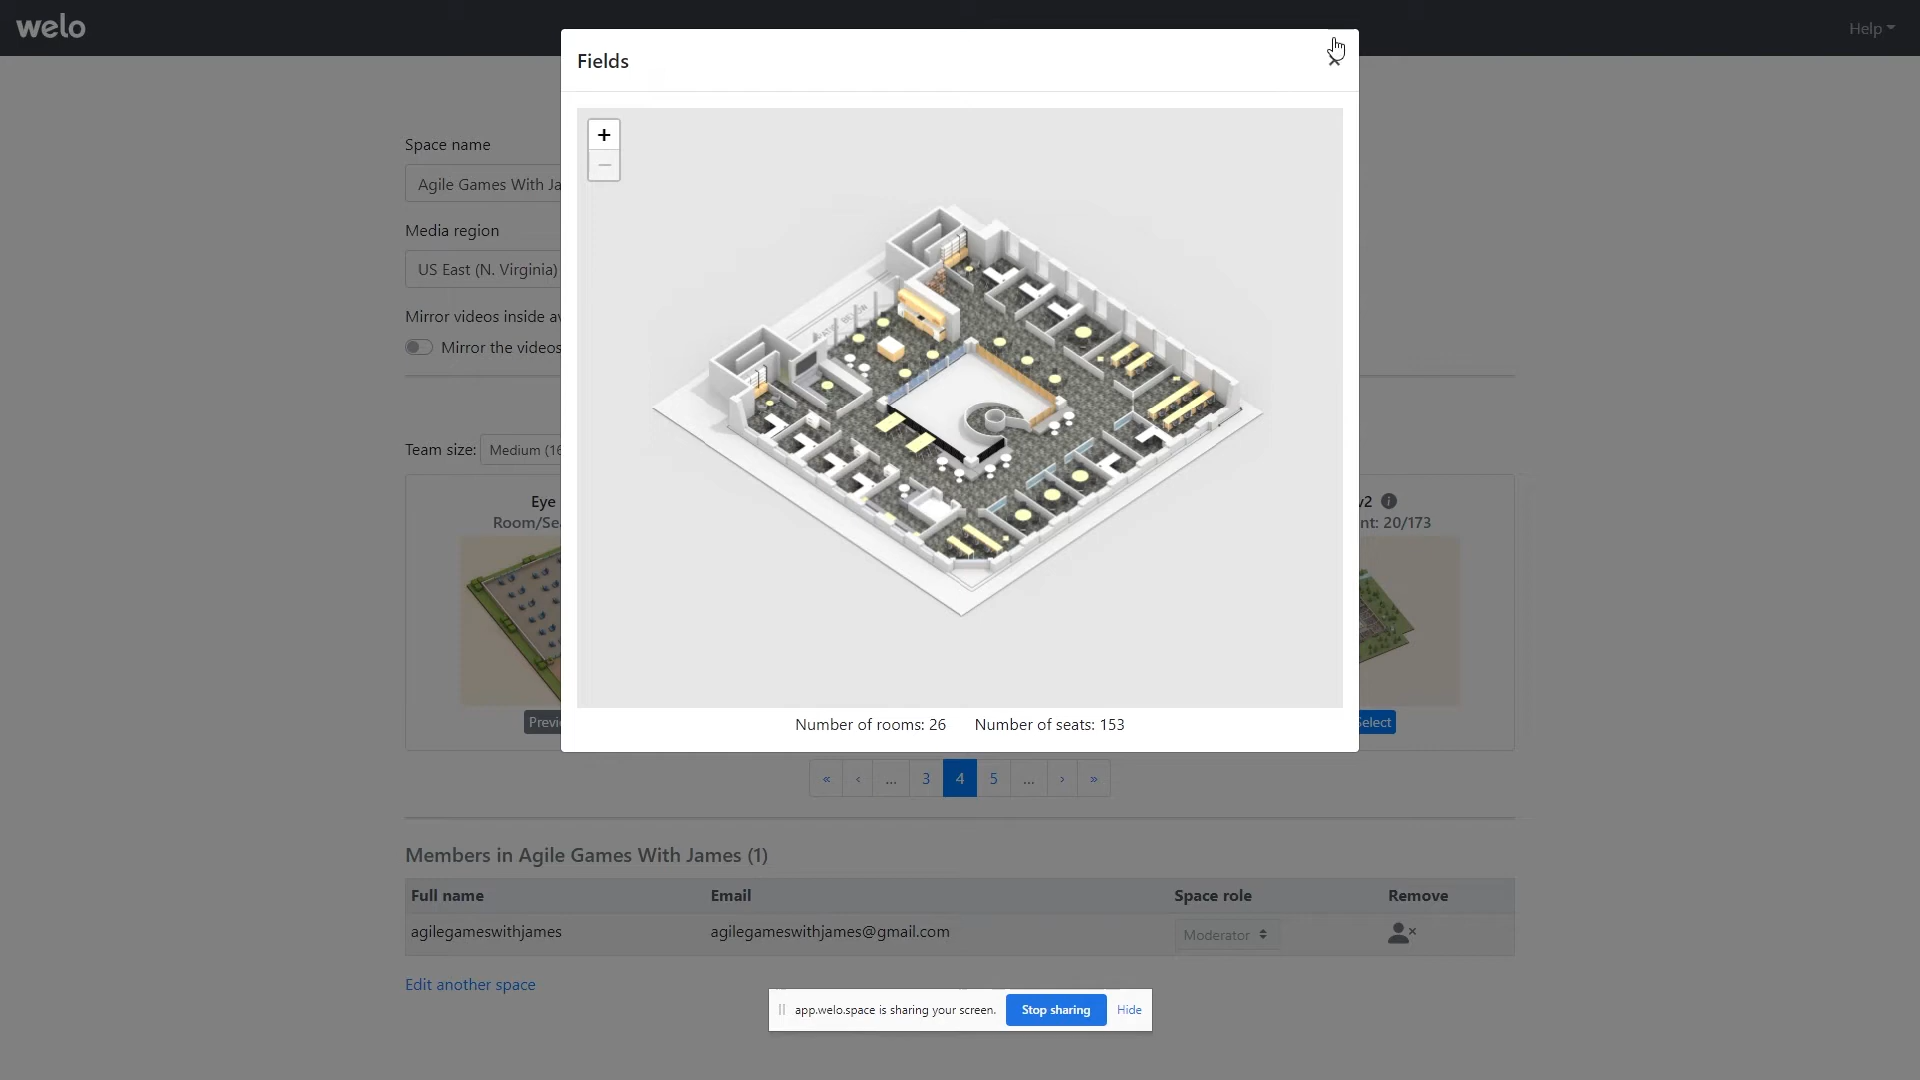 welo
Help
Fields
×
+
−
Space name
Agile Games With Ja
Media region
US East (N. Virginia)
Mirror videos inside av
Mirror the videos
Team size: Medium (16
Eye
Room/Sea
Previ
v2
nt: 20/173
Select
Number of rooms: 26 Number of seats: 153
« ‹ ... 3 4 5 ... › »
Members in Agile Games With James (1)
Full name Email Space role Remove
agilegameswithjames agilegameswithjames@gmail.com Moderator
Edit another space
app.welo.space is sharing your screen. Stop sharing Hide